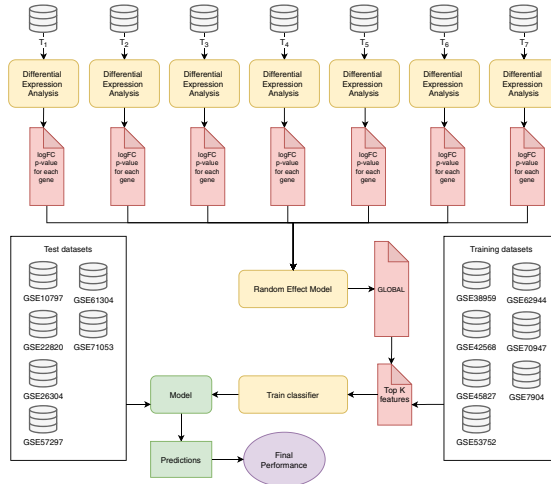 T1
T2
T3
T4
T5
T6
T7
Differential
Expression
Analysis
Differential
Expression
Analysis
Differential
Expression
Analysis
Differential
Expression
Analysis
Differential
Expression
Analysis
Differential
Expression
Analysis
Differential
Expression
Analysis
logFC
p-value
for each
gene
logFC
p-value
for each
gene
logFC
p-value
for each
gene
logFC
p-value
for each
gene
logFC
p-value
for each
gene
logFC
p-value
for each
gene
logFC
p-value
for each
gene
Test datasets
GSE10797
GSE61304
GSE22820
GSE71053
GSE26304
GSE57297
Random Effect Model
GLOBAL
Training datasets
GSE38959
GSE62944
GSE42568
GSE70947
GSE45827
GSE7904
GSE53752
Top K
features
Train classifier
Model
Predictions
Final
Performance